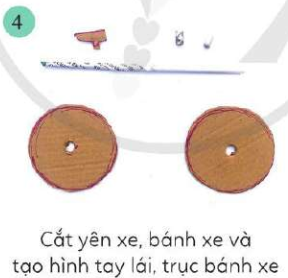 4
Cắt yên xe, bánh xe và
tạo hình tay lái, trục bánh xe